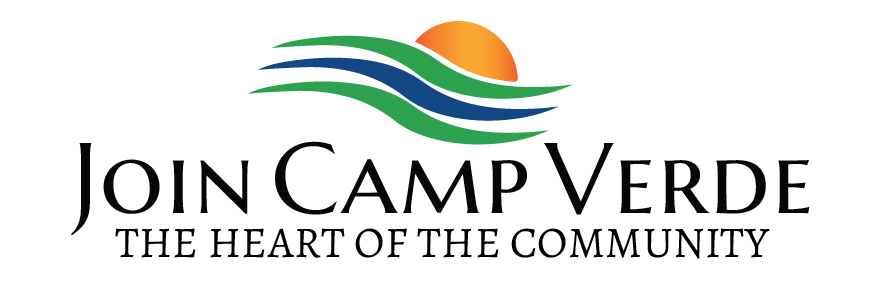 JOIN CAMP VERDE
THE HEART OF THE COMMUNITY